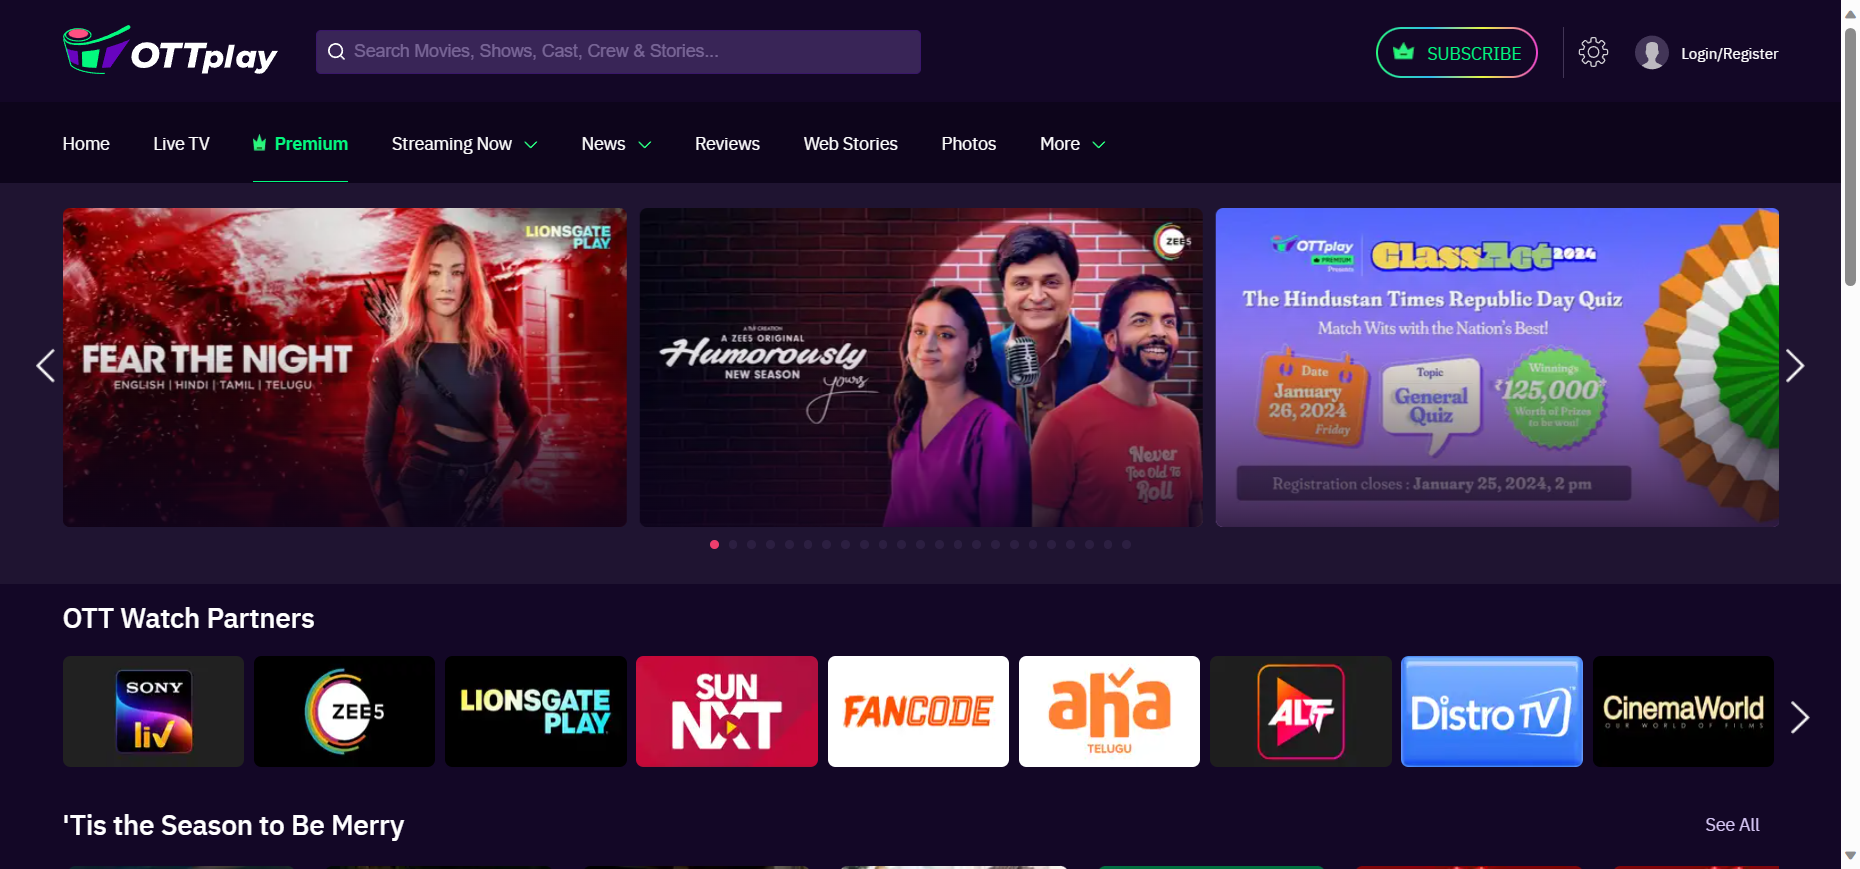 OTTplay
Search Movies, Shows, Cast, Crew & Stories...
SUBSCRIBE
Login/Register
Home
Live TV
Premium
Streaming Now
News
Reviews
Web Stories
Photos
More
LIONSGATE
PLAY
FEAR THE NIGHT
ENGLISH | HINDI | TAMIL | TELUGU
ZEE5
A TVF CREATION
A ZEE5 ORIGINAL
Humorously
NEW SEASON
yours
Never
Too Old To
Roll
OTTplay
PREMIUM
Presents
ClassAct 2024
The Hindustan Times Republic Day Quiz
Match Wits with the Nation's Best!
Date
January
26, 2024
Friday
Topic
General
Quiz
Winnings
₹125,000*
Worth of Prizes
to be won!
Registration closes : January 25, 2024, 2 pm
OTT Watch Partners
SONY
liv
ZEE5
LIONSGATE
PLAY
SUN
NXT
FANCODE
aha
TELUGU
ALTT
DistroTV
CinemaWorld
OUR WORLD OF FILMS
'Tis the Season to Be Merry
See All